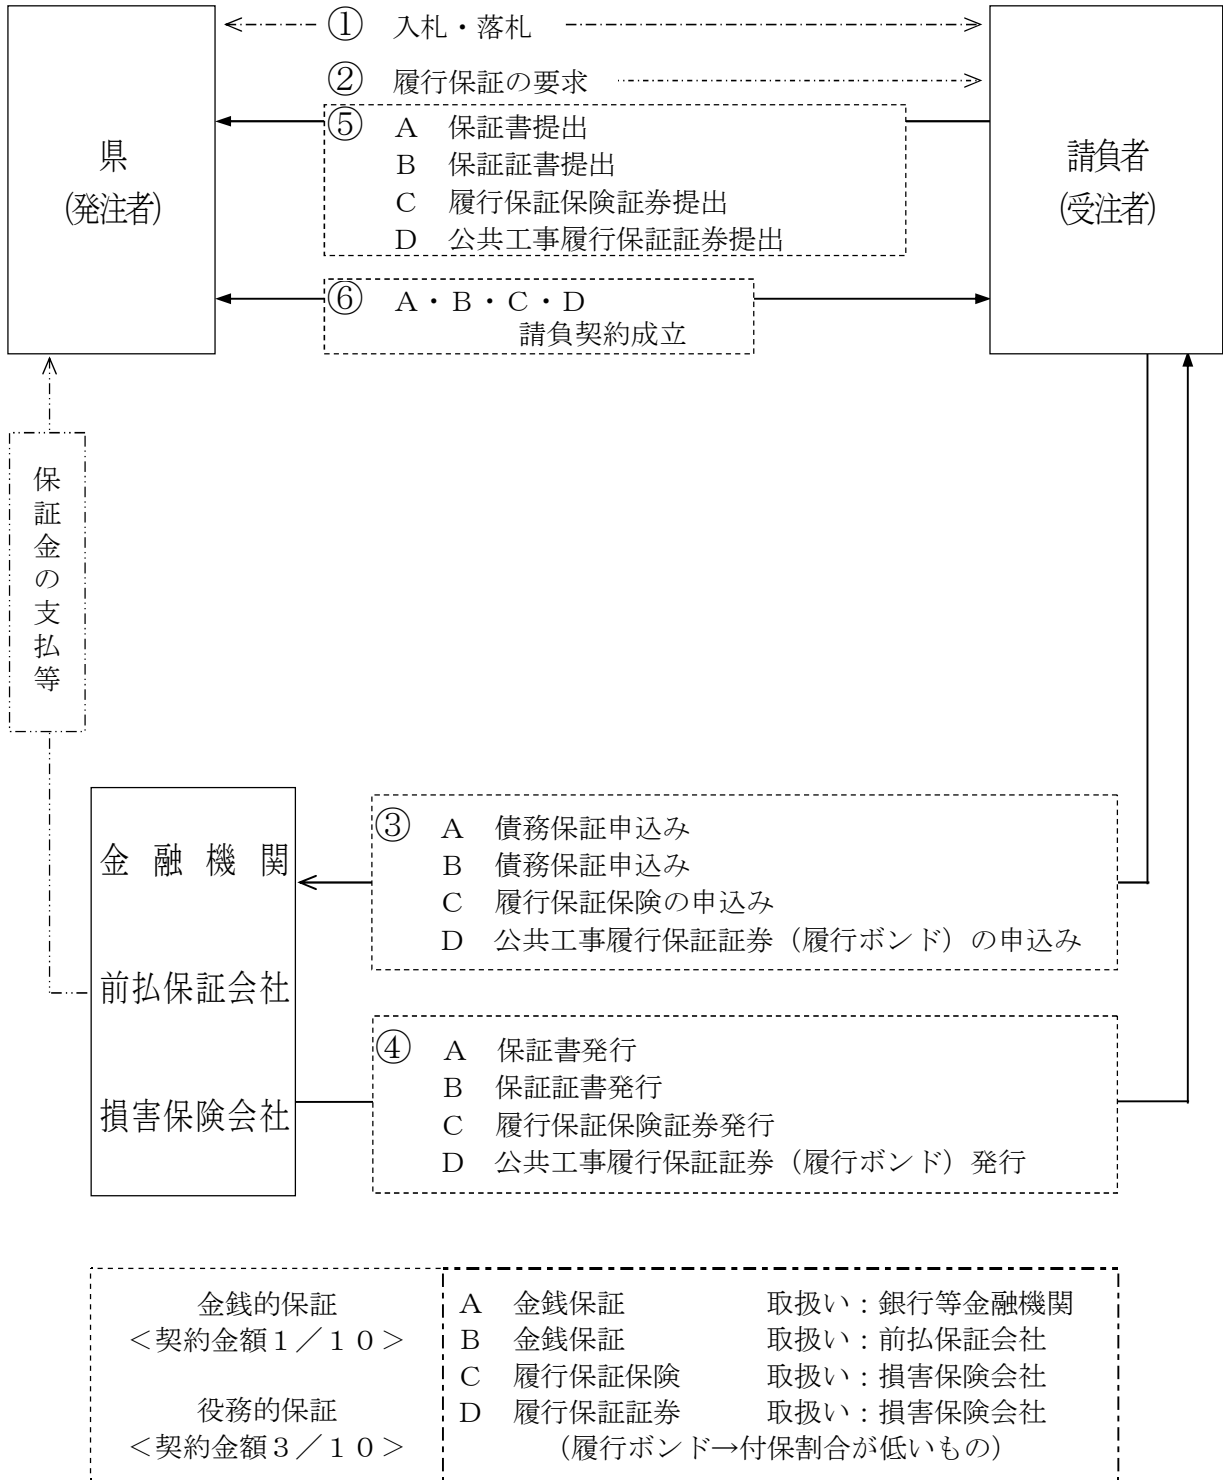 ① 入札・落札
② 履行保証の要求
県
(発注者)
⑤ A 保証書提出
B 保証証書提出
C 履行保証保険証券提出
D 公共工事履行保証証券提出
請負者
(受注者)
⑥ A・B・C・D
請負契約成立
保証金の支払等
金融機関
前払保証会社
損害保険会社
③ A 債務保証申込み
B 債務保証申込み
C 履行保証保険の申込み
D 公共工事履行保証証券(履行ボンド)の申込み
④ A 保証書発行
B 保証証書発行
C 履行保証保険証券発行
D 公共工事履行保証証券(履行ボンド)発行
金銭的保証
<契約金額1/10>
役務的保証
<契約金額3/10>
A 金銭保証 取扱い:銀行等金融機関
B 金銭保証 取扱い:前払保証会社
C 履行保証保険 取扱い:損害保険会社
D 履行保証証券 取扱い:損害保険会社
(履行ボンド→付保割合が低いもの)